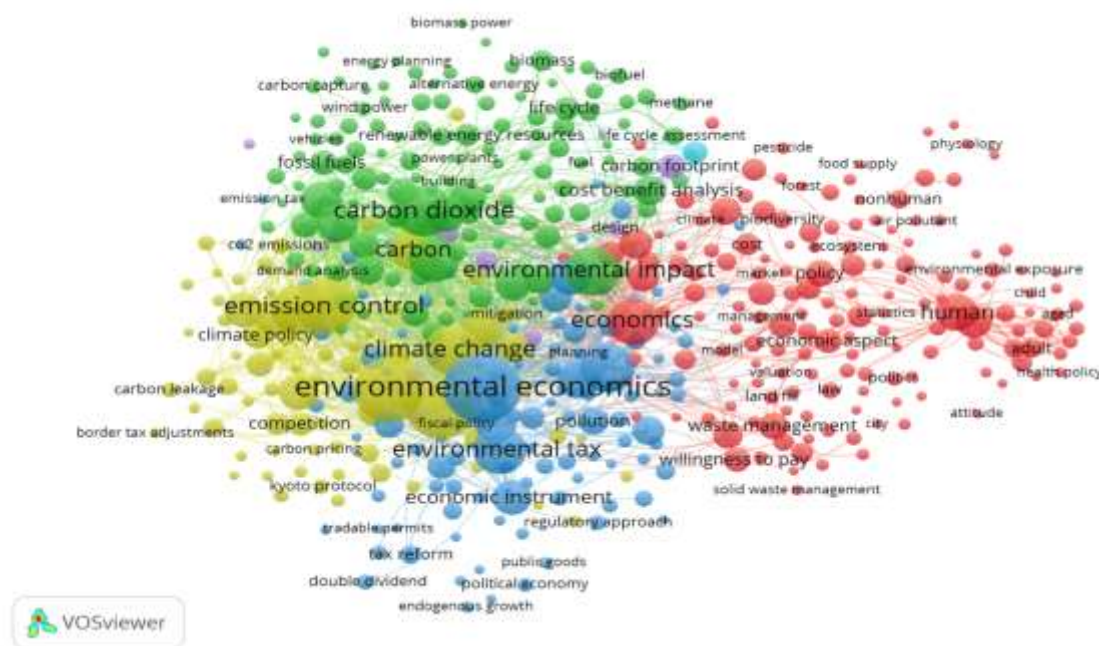 biomass power
energy planning
biomass
biofuel
carbon capture
alternative energy
wind power
life cycle
methane
vehicles
renewable energy resources
life cycle assessment
fossil fuels
power plants
fuel
carbon footprint
building
cost benefit analysis
emission tax
carbon dioxide
pesticide
physiology
food supply
forest
nonhuman
climate
biodiversity
air pollutant
design
co2 emissions
carbon
cost
ecosystem
demand analysis
environmental impact
market
policy
environmental exposure
child
emission control
mitigation
economics
management
statistics
human
aged
climate policy
climate change
planning
model
economic aspect
adult
carbon leakage
environmental economics
valuation
politics
health policy
land fill
law
border tax adjustments
competition
fiscal policy
pollution
waste management
city
attitude
carbon pricing
environmental tax
willingness to pay
kyoto protocol
economic instrument
solid waste management
tradable permits
regulatory approach
tax reform
public goods
double dividend
political economy
endogenous growth
VOSviewer